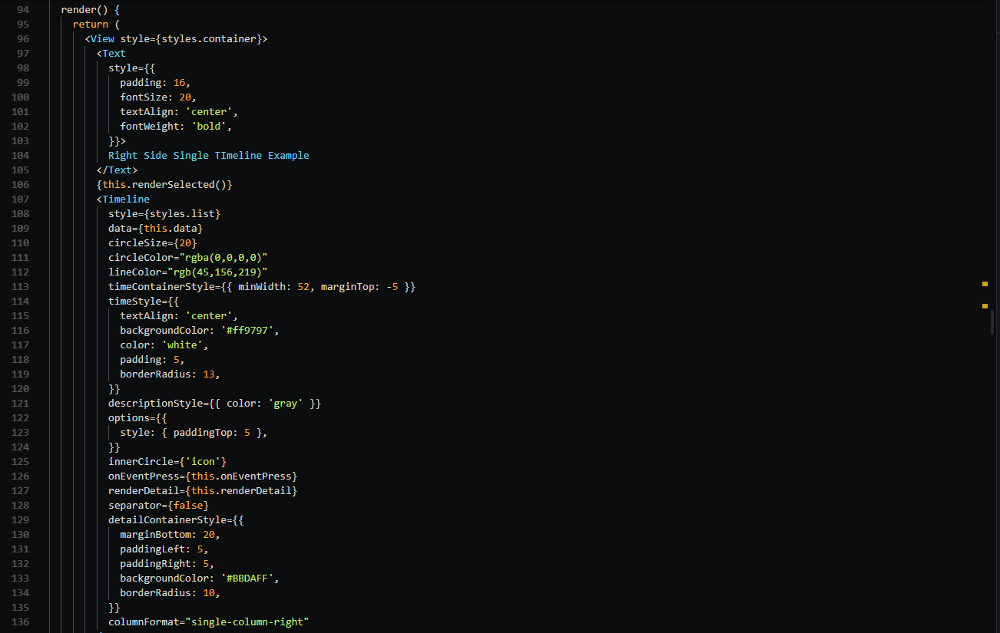 94 render() {
95 return (
96 <View style={styles.container}>
97 <Text
98 style={{
99 padding: 16,
100 fontSize: 20,
101 textAlign: 'center',
102 fontWeight: 'bold',
103 }}>
104 Right Side Single TImeline Example
105 </Text>
106 {this.renderSelected()}
107 <Timeline
108 style={styles.list}
109 data={this.data}
110 circleSize={20}
111 circleColor="rgba(0,0,0,0)"
112 lineColor="rgb(45,156,219)"
113 timeContainerStyle={{ minWidth: 52, marginTop: -5 }}
114 timeStyle={{
115 textAlign: 'center',
116 backgroundColor: '#ff9797',
117 color: 'white',
118 padding: 5,
119 borderRadius: 13,
120 }}
121 descriptionStyle={{ color: 'gray' }}
122 options={{
123 style: { paddingTop: 5 },
124 }}
125 innerCircle={'icon'}
126 onEventPress={this.onEventPress}
127 renderDetail={this.renderDetail}
128 separator={false}
129 detailContainerStyle={{
130 marginBottom: 20,
131 paddingLeft: 5,
132 paddingRight: 5,
133 backgroundColor: '#BBDAFF',
134 borderRadius: 10,
135 }}
136 columnFormat="single-column-right"